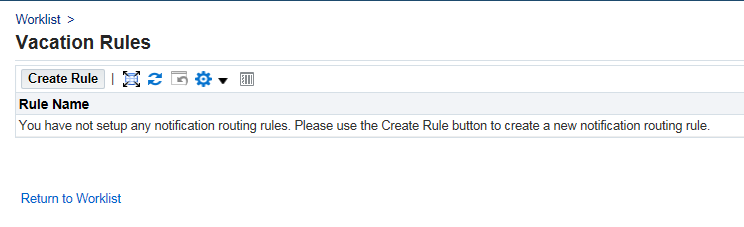 Worklist >
Vacation Rules
Create Rule |
Rule Name
You have not setup any notification routing rules. Please use the Create Rule button to create a new notification routing rule.
Return to Worklist